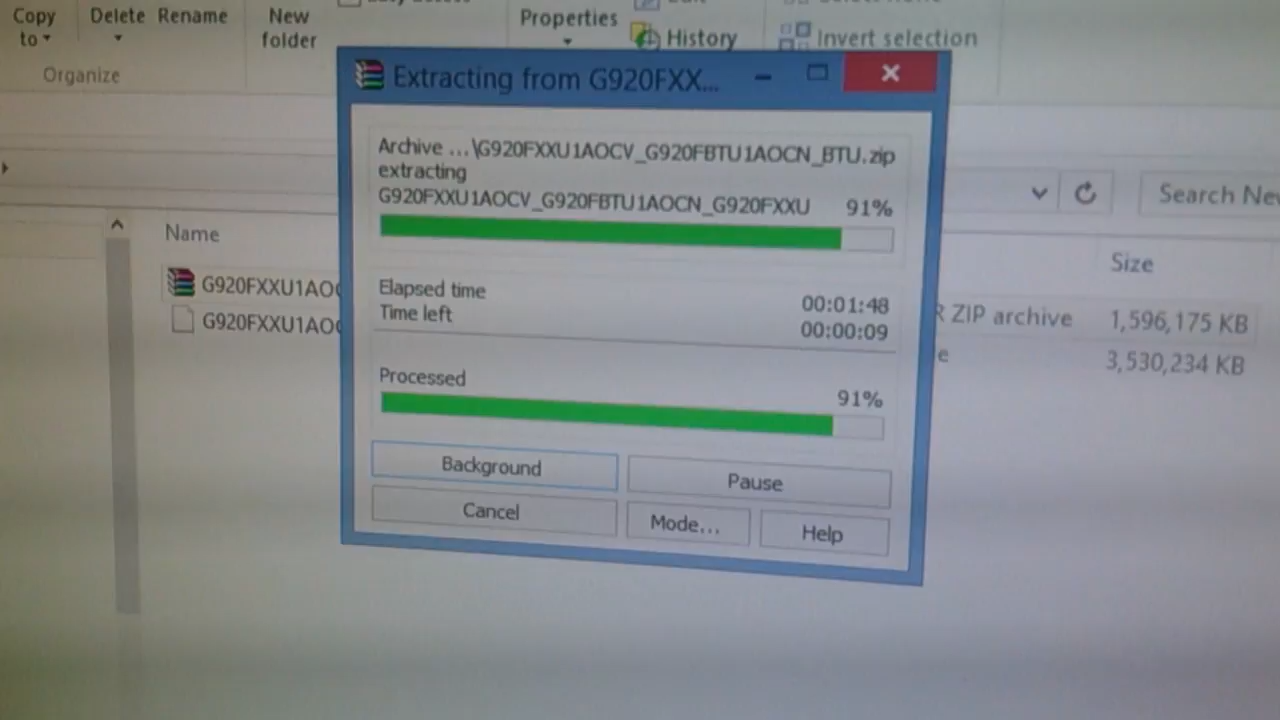 Copy to
Delete
Rename
New folder
Properties
History
Invert selection
Organize
Extracting from G920FXX...
Archive ...\G920FXXU1AOCV_G920FBTU1AOCN_BTU.zip
extracting
G920FXXU1AOCV_G920FBTU1AOCN_G920FXXU 91%
Search Ne
Name
Size
G920FXXU1AOC
ZIP archive
1,596,175 KB
G920FXXU1AOC
e
3,530,234 KB
Elapsed time 00:01:48
Time left 00:00:09
Processed 91%
Background
Pause
Cancel
Mode...
Help